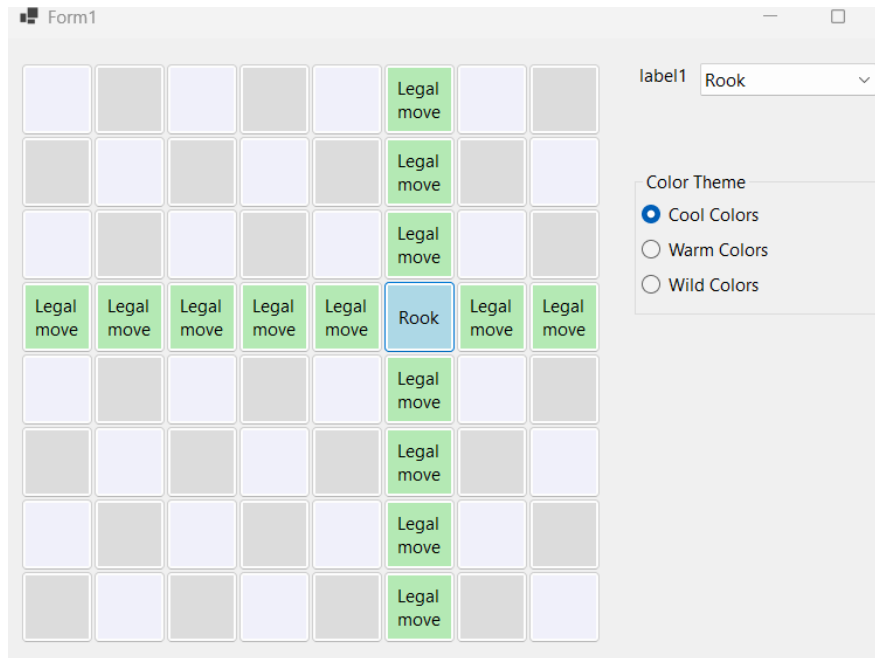 Form1
label1 Rook
Legal
move
Legal
move
Legal
move
Legal Legal Legal Legal Legal Rook Legal Legal
move move move move move move move
Legal
move
Legal
move
Legal
move
Legal
move
Color Theme
Cool Colors
Warm Colors
Wild Colors